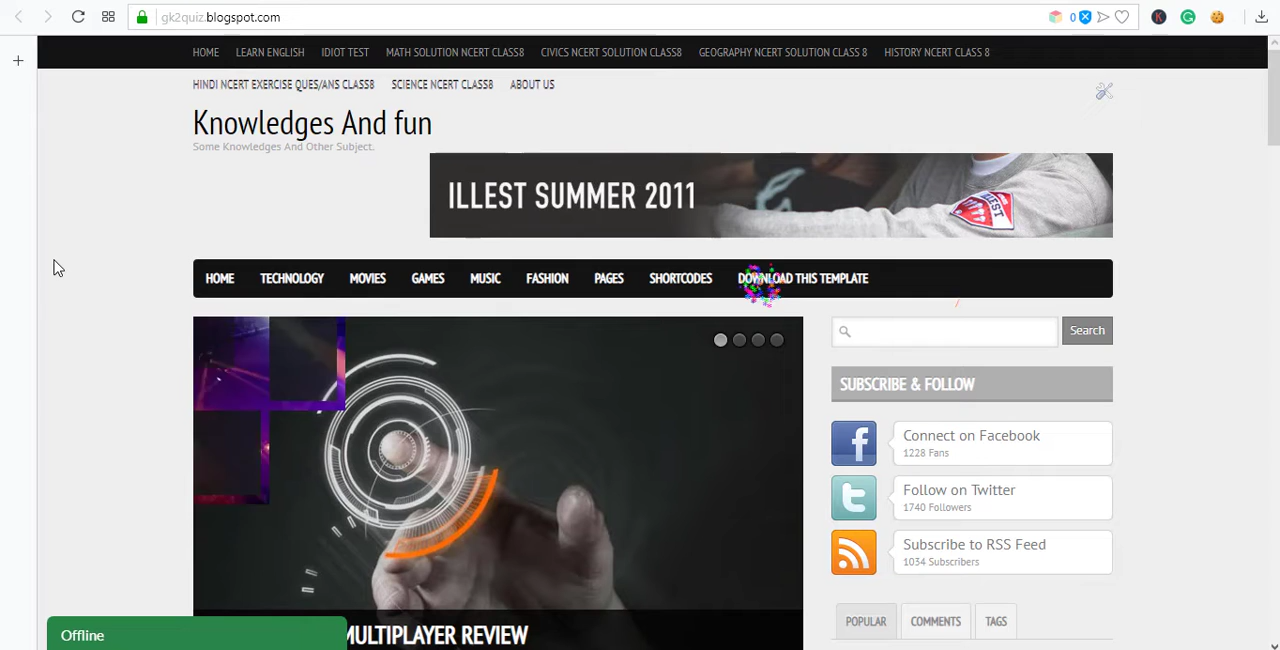 gk2quiz.blogspot.com
0
K
G
HOME LEARN ENGLISH IDIOT TEST MATH SOLUTION NCERT CLASS8 CIVICS NCERT SOLUTION CLASS8 GEOGRAPHY NCERT SOLUTION CLASS 8 HISTORY NCERT CLASS 8
HINDI NCERT EXERCISE QUES/ANS CLASS8 SCIENCE NCERT CLASS8 ABOUT US
Knowledges And fun
Some Knowledges And Other Subject.
ILLEST SUMMER 2011
ILLEST
HOME TECHNOLOGY MOVIES GAMES MUSIC FASHION PAGES SHORTCODES DOWNLOAD THIS TEMPLATE
Search
SUBSCRIBE & FOLLOW
Connect on Facebook
1228 Fans
Follow on Twitter
1740 Followers
Subscribe to RSS Feed
1034 Subscribers
POPULAR COMMENTS TAGS
MULTIPLAYER REVIEW
Offline